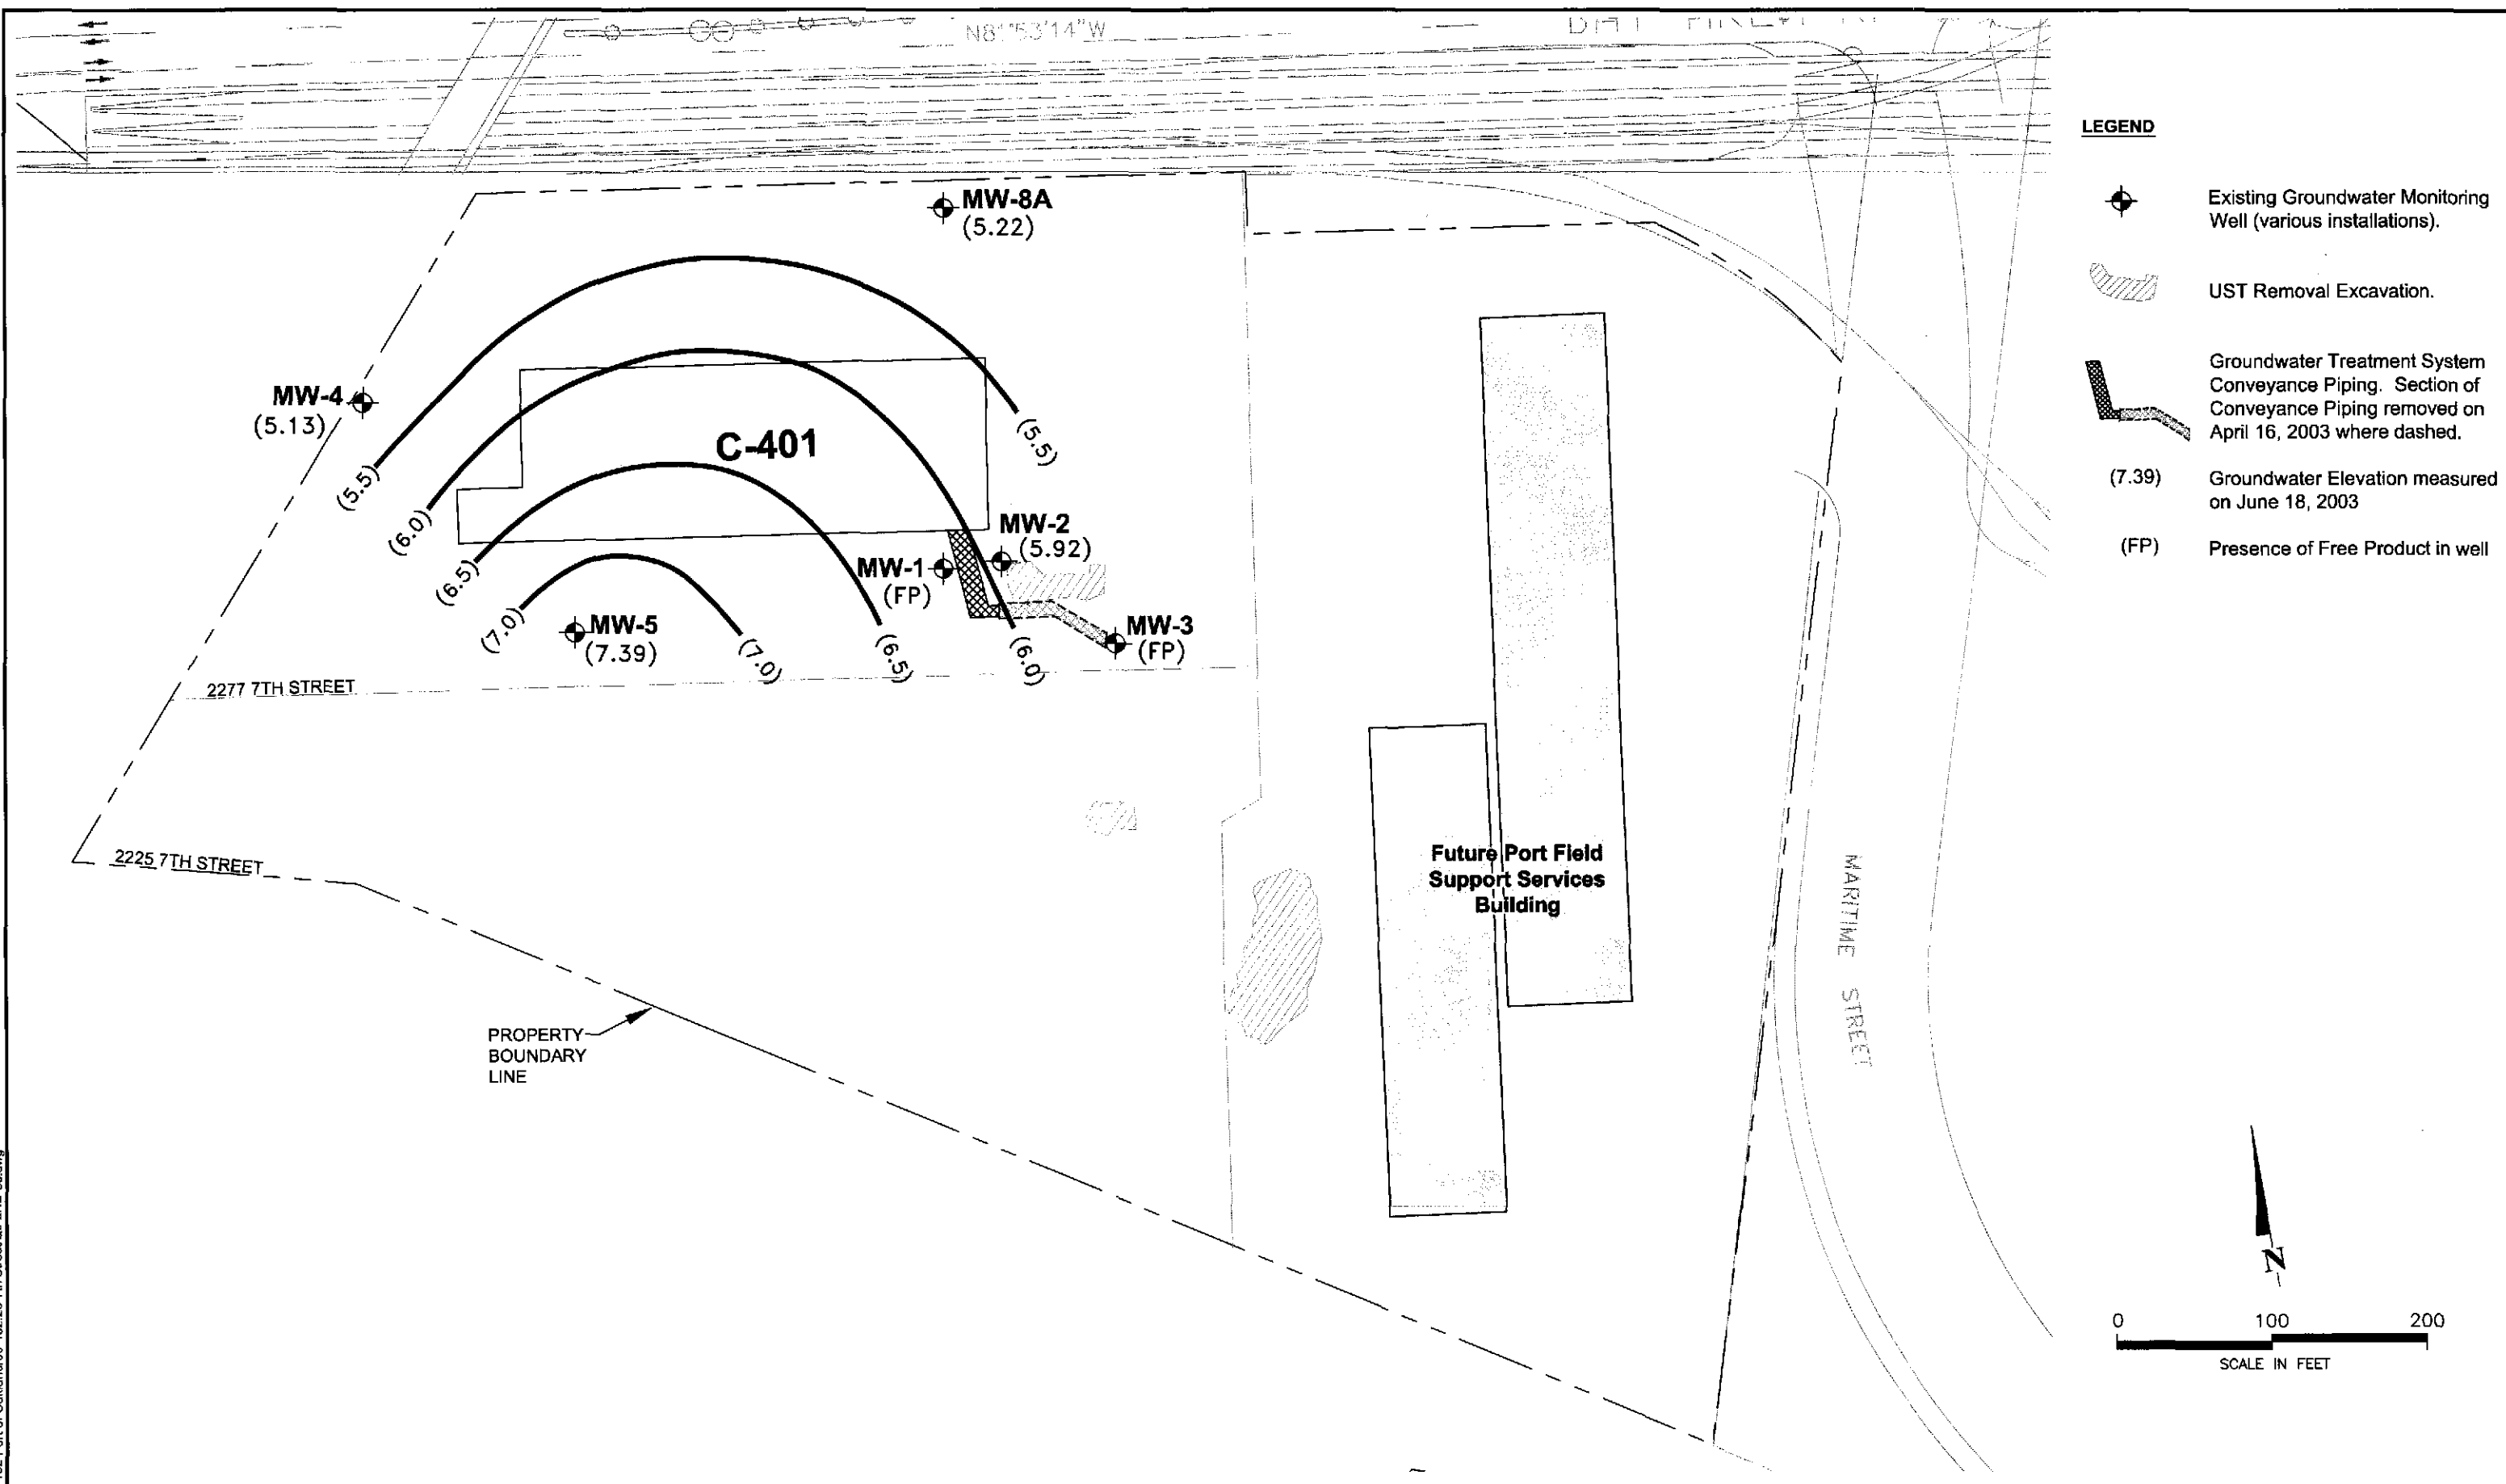 LEGEND
Existing Groundwater Monitoring
Well (various installations).
UST Removal Excavation.
Groundwater Treatment System
Conveyance Piping. Section of
Conveyance Piping removed on
April 16, 2003 where dashed.
(7.39)
Groundwater Elevation measured
on June 18, 2003
(FP)
Presence of Free Product in well
MW-8A
(5.22)
MW-4
(5.13)
C-401
(5.5)
(5.5)
(6.0)
(6.5)
(7.0)
MW-2
(5.92)
MW-1
(FP)
MW-5
(7.39)
(7.0)
(6.5)
(6.0)
MW-3
(FP)
2277 7TH STREET
2225 7TH STREET
Future Port Field
Support Services
Building
MARITIME STREET
PROPERTY
BOUNDARY
LINE
N
0 100 200
SCALE IN FEET